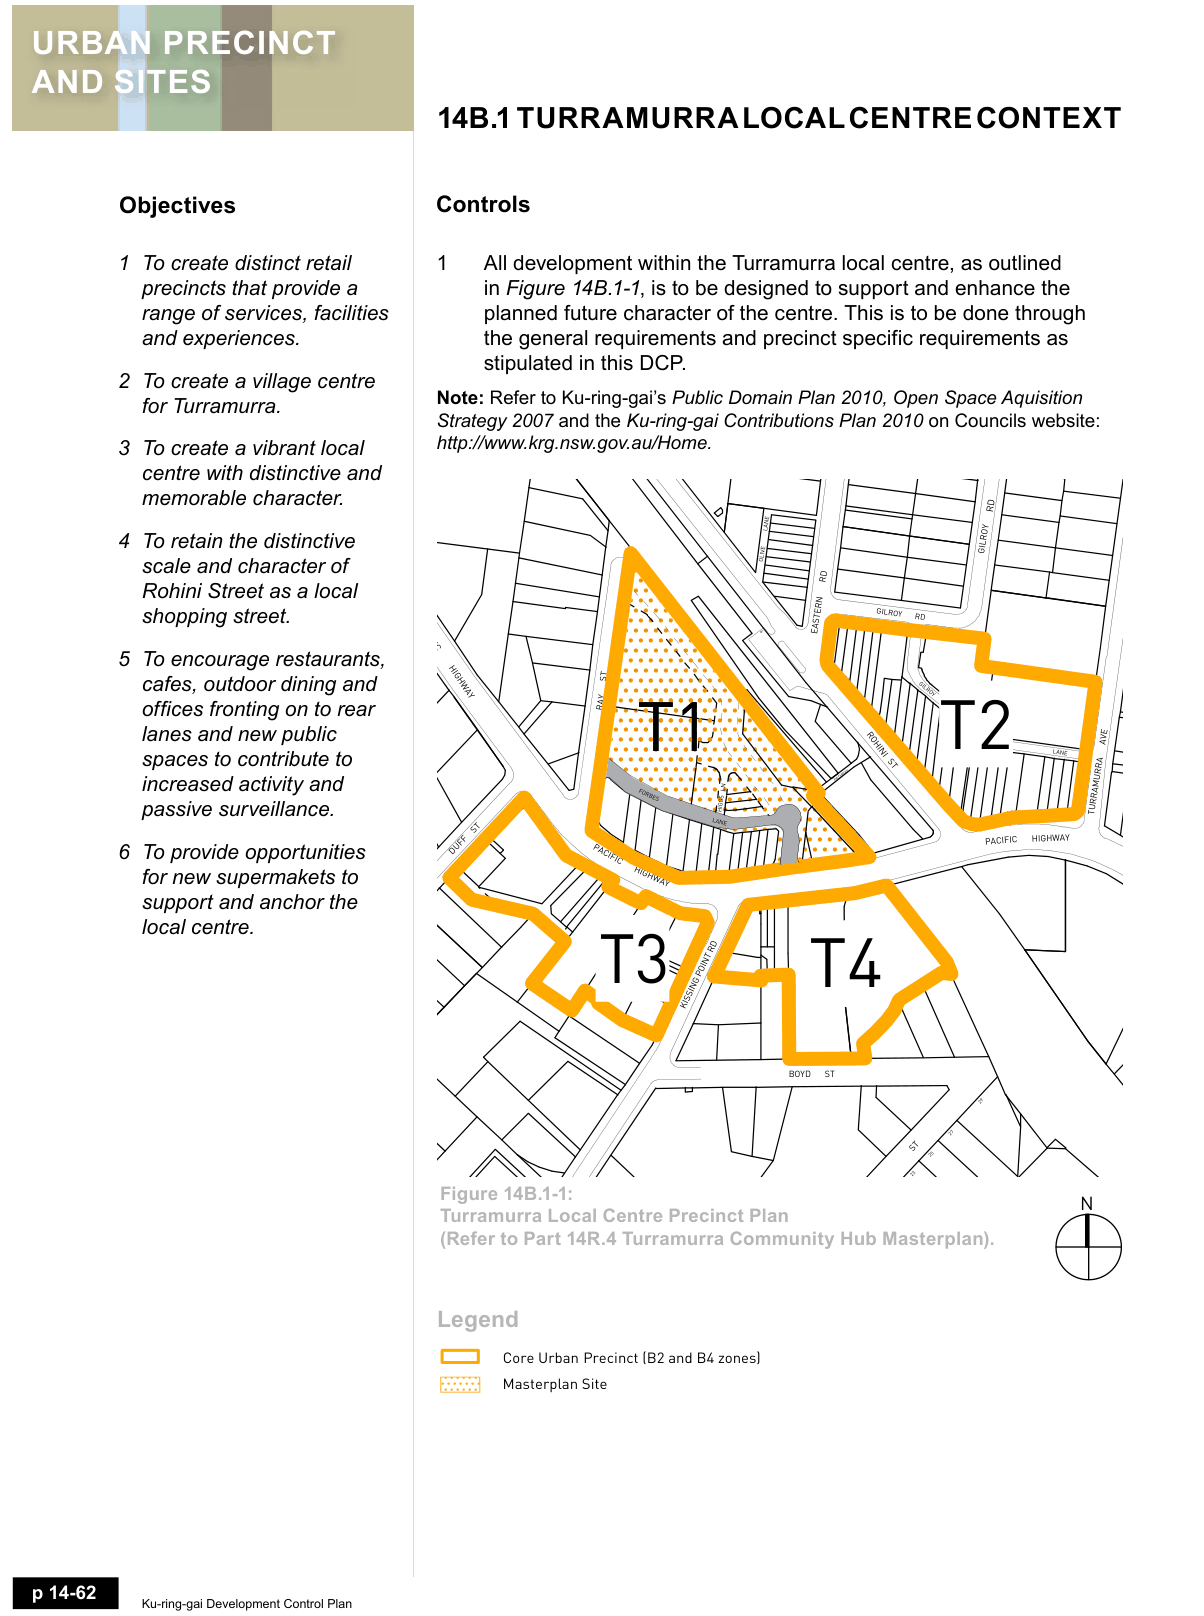 URBAN PRECINCT
AND SITES
14B.1 TURRAMURRA LOCAL CENTRE CONTEXT
Objectives
1 To create distinct retail
precincts that provide a
range of services, facilities
and experiences.
2 To create a village centre
for Turramurra.
3 To create a vibrant local
centre with distinctive and
memorable character.
4 To retain the distinctive
scale and character of
Rohini Street as a local
shopping street.
5 To encourage restaurants,
cafes, outdoor dining and
offices fronting on to rear
lanes and new public
spaces to contribute to
increased activity and
passive surveillance.
6 To provide opportunities
for new supermakets to
support and anchor the
local centre.
Controls
1 All development within the Turramurra local centre, as outlined
in Figure 14B.1-1, is to be designed to support and enhance the
planned future character of the centre. This is to be done through
the general requirements and precinct specific requirements as
stipulated in this DCP.
Note: Refer to Ku-ring-gai's Public Domain Plan 2010, Open Space Aquisition
Strategy 2007 and the Ku-ring-gai Contributions Plan 2010 on Councils website:
http://www.krg.nsw.gov.au/Home.
OLIVE LANE
EASTERN RD
GILROY RD
GILROY RD
HIGHWAY
RAY ST
T1
GILROY
T2
LANE
ROHINI ST
TURRAMURRA AVE
FORBES
LANE
DUFF ST
PACIFIC HIGHWAY
PACIFIC HIGHWAY
T3
KISSING POINT RD
T4
BOYD ST
ST
Figure 14B.1-1:
Turramurra Local Centre Precinct Plan
(Refer to Part 14R.4 Turramurra Community Hub Masterplan).
N
Legend
Core Urban Precinct (B2 and B4 zones)
Masterplan Site
p 14-62
Ku-ring-gai Development Control Plan